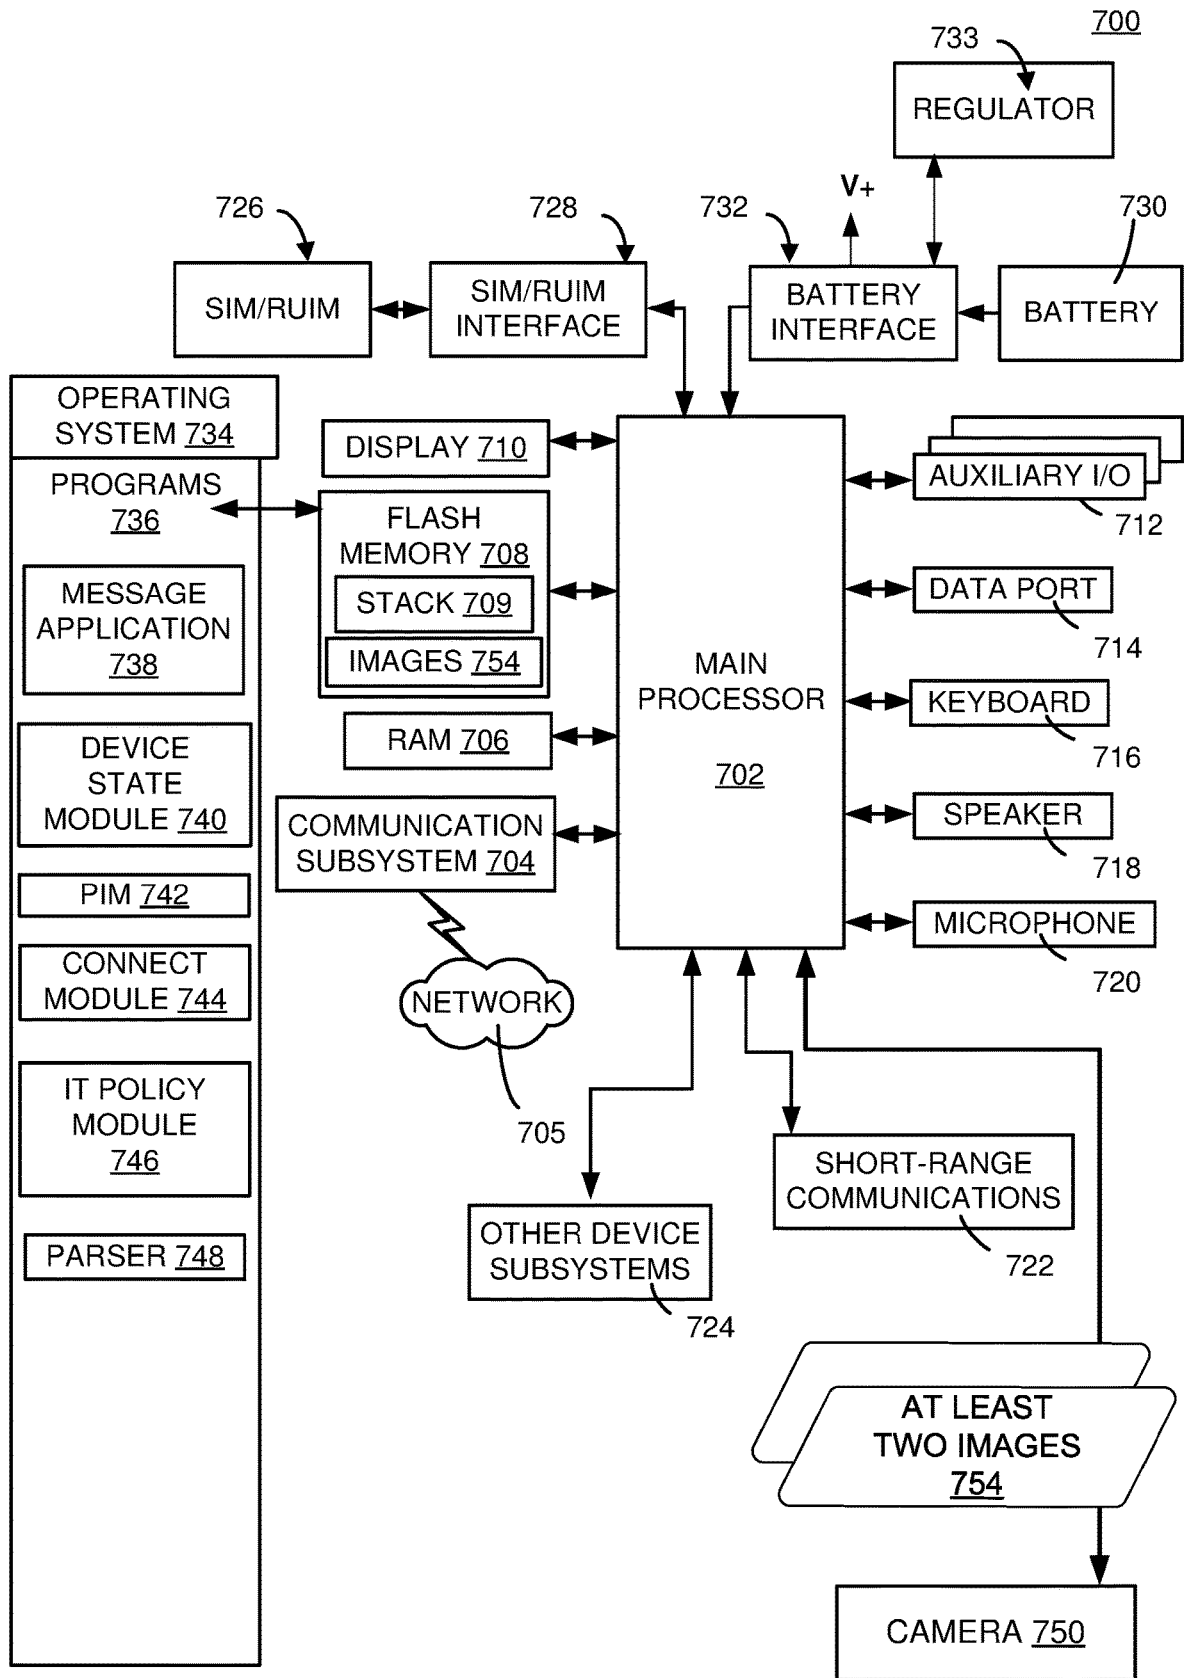 700
733
REGULATOR
V+
726
728
732
730
SIM/RUIM
SIM/RUIM
INTERFACE
BATTERY
INTERFACE
BATTERY
OPERATING
SYSTEM 734
PROGRAMS
736
MESSAGE
APPLICATION
738
DEVICE
STATE
MODULE 740
PIM 742
CONNECT
MODULE 744
IT POLICY
MODULE
746
PARSER 748
DISPLAY 710
FLASH
MEMORY 708
STACK 709
IMAGES 754
RAM 706
COMMUNICATION
SUBSYSTEM 704
NETWORK
705
MAIN
PROCESSOR
702
AUXILIARY I/O
712
DATA PORT
714
KEYBOARD
716
SPEAKER
718
MICROPHONE
720
SHORT-RANGE
COMMUNICATIONS
722
OTHER DEVICE
SUBSYSTEMS
724
AT LEAST
TWO IMAGES
754
CAMERA 750